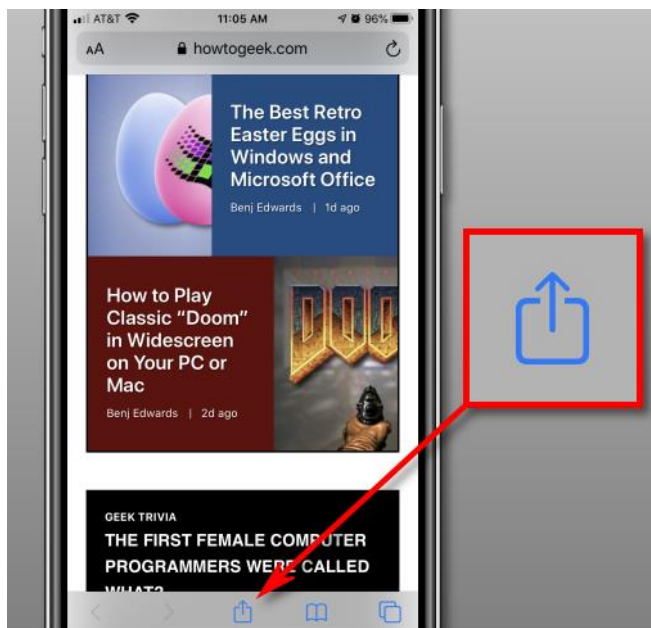 AT&T 11:05 AM 96%
AA howtogeek.com
The Best Retro
Easter Eggs in
Windows and
Microsoft Office
Benj Edwards | 1d ago
How to Play
Classic “Doom”
in Widescreen
on Your PC or
Mac
Benj Edwards | 2d ago
DOOM
GEEK TRIVIA
THE FIRST FEMALE COMPUTER
PROGRAMMERS WERE CALLED
WHAT?